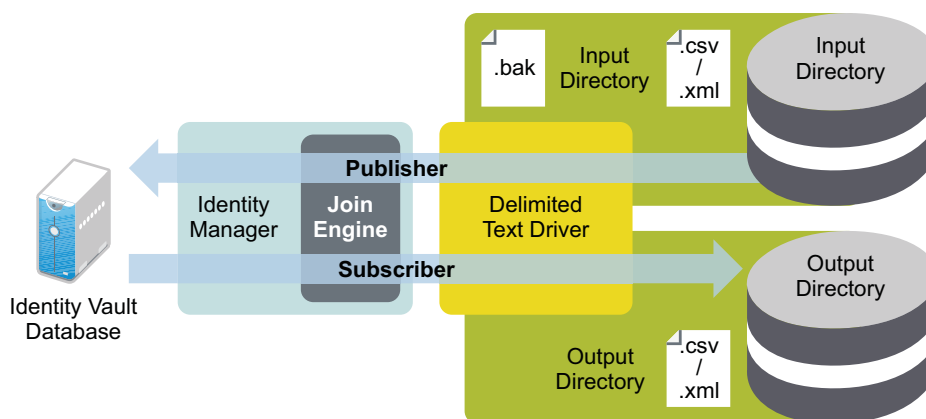 .bak
Input
Directory
.csv
/
.xml
Input
Directory
Publisher
Identity
Manager
Join
Engine
Delimited
Text Driver
Subscriber
Identity Vault
Database
Output
Directory
Output
Directory
.csv
/
.xml